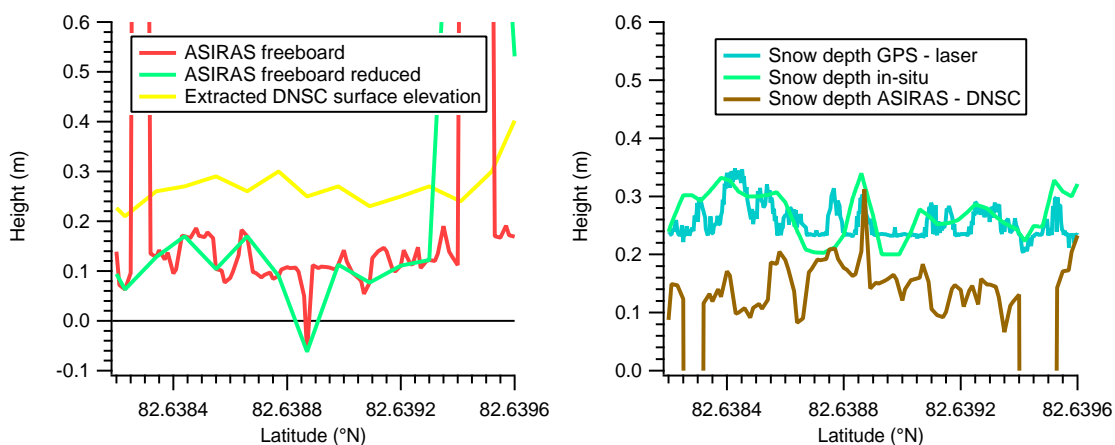 0.6
0.5
0.4
0.3
0.2
0.1
0.0
-0.1
Height (m)
ASIRAS freeboard
ASIRAS freeboard reduced
Extracted DNSC surface elevation
82.6384
82.6388
82.6392
82.6396
Latitude (°N)
0.6
0.5
0.4
0.3
0.2
0.1
0.0
Height (m)
Snow depth GPS - laser
Snow depth in-situ
Snow depth ASIRAS - DNSC
82.6384
82.6388
82.6392
82.6396
Latitude (°N)